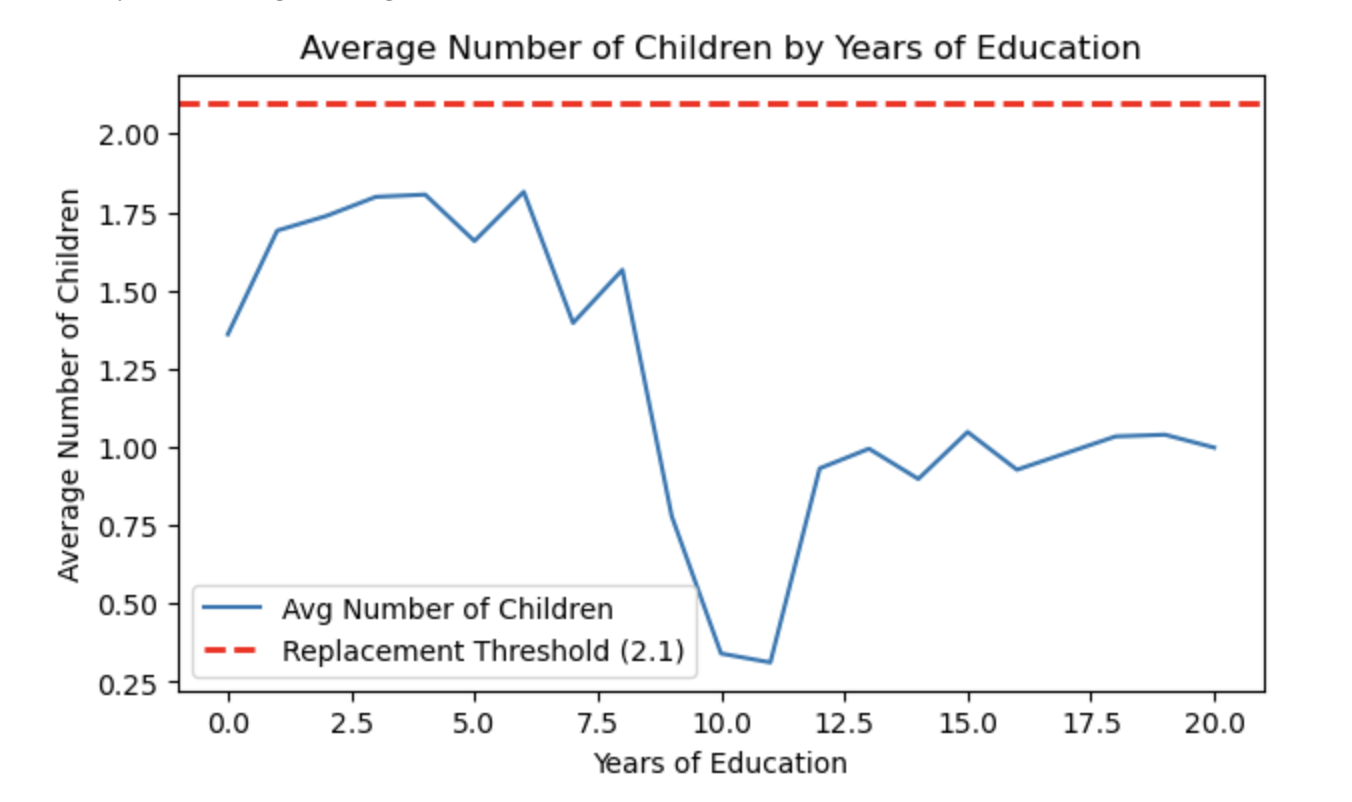 Average Number of Children by Years of Education
2.00
1.75
1.50
1.25
1.00
0.75
0.50
0.25
Average Number of Children
Avg Number of Children
Replacement Threshold (2.1)
0.0 2.5 5.0 7.5 10.0 12.5 15.0 17.5 20.0
Years of Education